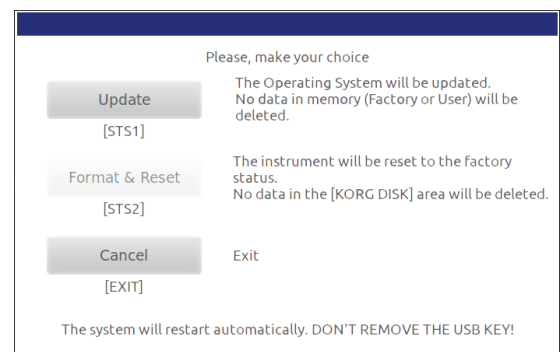 Please, make your choice
Update
[STS1]
The Operating System will be updated.
No data in memory (Factory or User) will be
deleted.
Format & Reset
[STS2]
The instrument will be reset to the factory
status.
No data in the [KORG DISK] area will be deleted.
Cancel
[EXIT]
Exit
The system will restart automatically. DON'T REMOVE THE USB KEY!